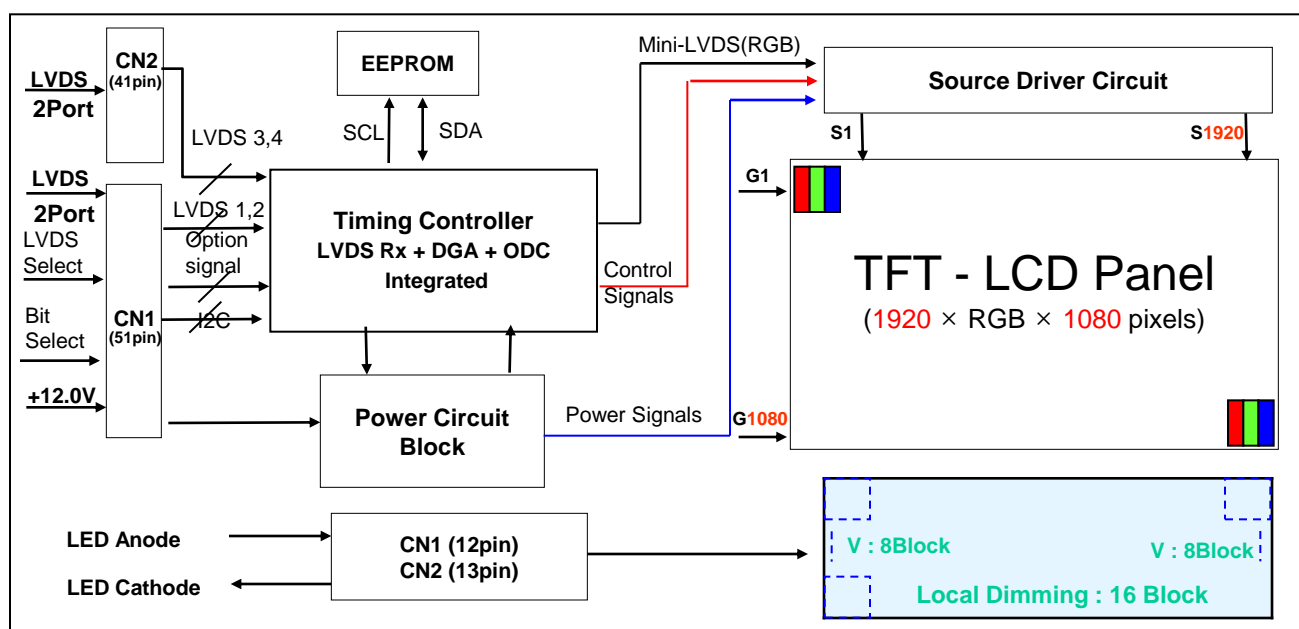 CN2
(41pin)
LVDS
2Port
EEPROM
SCL
SDA
Mini-LVDS(RGB)
Source Driver Circuit
S1
S1920
LVDS 3,4
LVDS
2Port
LVDS 1,2
LVDS
Select
Option
signal
I2C
Bit
Select
CN1
(51pin)
+12.0V
Timing Controller
LVDS Rx + DGA + ODC
Integrated
Control
Signals
G1
TFT - LCD Panel
(1920 × RGB × 1080 pixels)
G1080
Power Circuit
Block
Power Signals
LED Anode
LED Cathode
CN1 (12pin)
CN2 (13pin)
V : 8Block
V : 8Block
Local Dimming : 16 Block